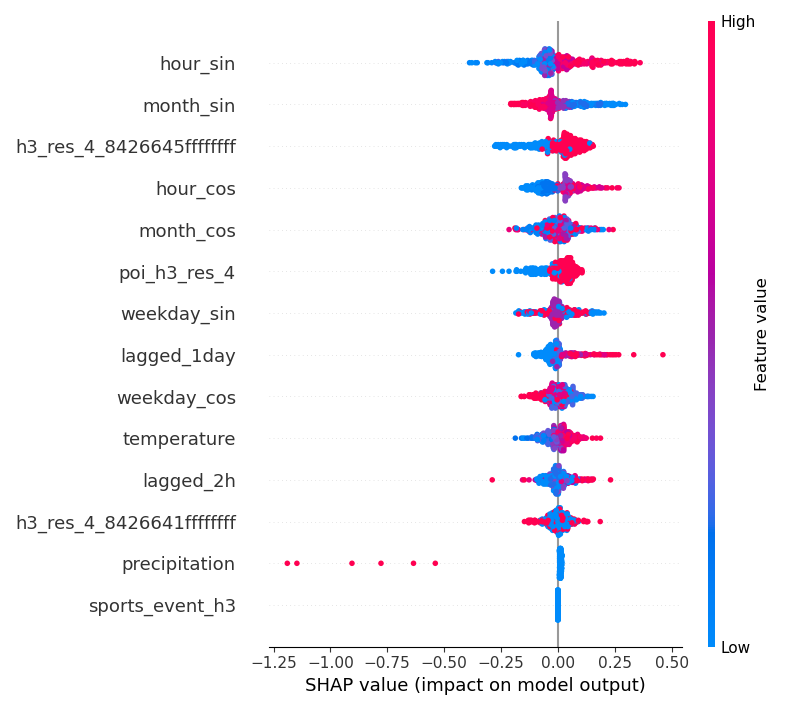 High
hour_sin
month_sin
h3_res_4_8426645ffffffff
hour_cos
month_cos
poi_h3_res_4
weekday_sin
lagged_1day
weekday_cos
temperature
lagged_2h
h3_res_4_8426641ffffffff
precipitation
sports_event_h3
Low
Feature value
−1.25 −1.00 −0.75 −0.50 −0.25 0.00 0.25 0.50
SHAP value (impact on model output)